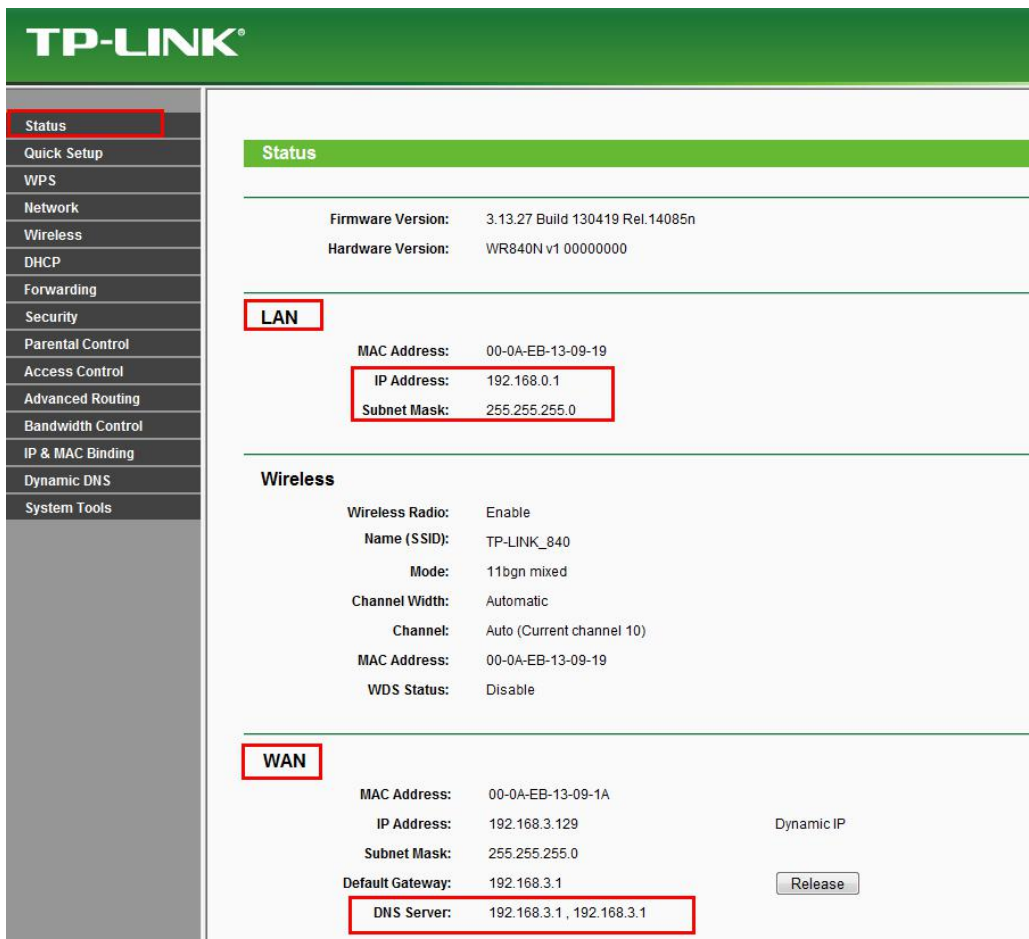 TP-LINK®
Status
Quick Setup
WPS
Network
Wireless
DHCP
Forwarding
Security
Parental Control
Access Control
Advanced Routing
Bandwidth Control
IP & MAC Binding
Dynamic DNS
System Tools
Status
Firmware Version: 3.13.27 Build 130419 Rel.14085n
Hardware Version: WR840N v1 00000000
LAN
MAC Address: 00-0A-EB-13-09-19
IP Address: 192.168.0.1
Subnet Mask: 255.255.255.0
Wireless
Wireless Radio: Enable
Name (SSID): TP-LINK_840
Mode: 11bgn mixed
Channel Width: Automatic
Channel: Auto (Current channel 10)
MAC Address: 00-0A-EB-13-09-19
WDS Status: Disable
WAN
MAC Address: 00-0A-EB-13-09-1A
IP Address: 192.168.3.129 Dynamic IP
Subnet Mask: 255.255.255.0
Default Gateway: 192.168.3.1 Release
DNS Server: 192.168.3.1 , 192.168.3.1